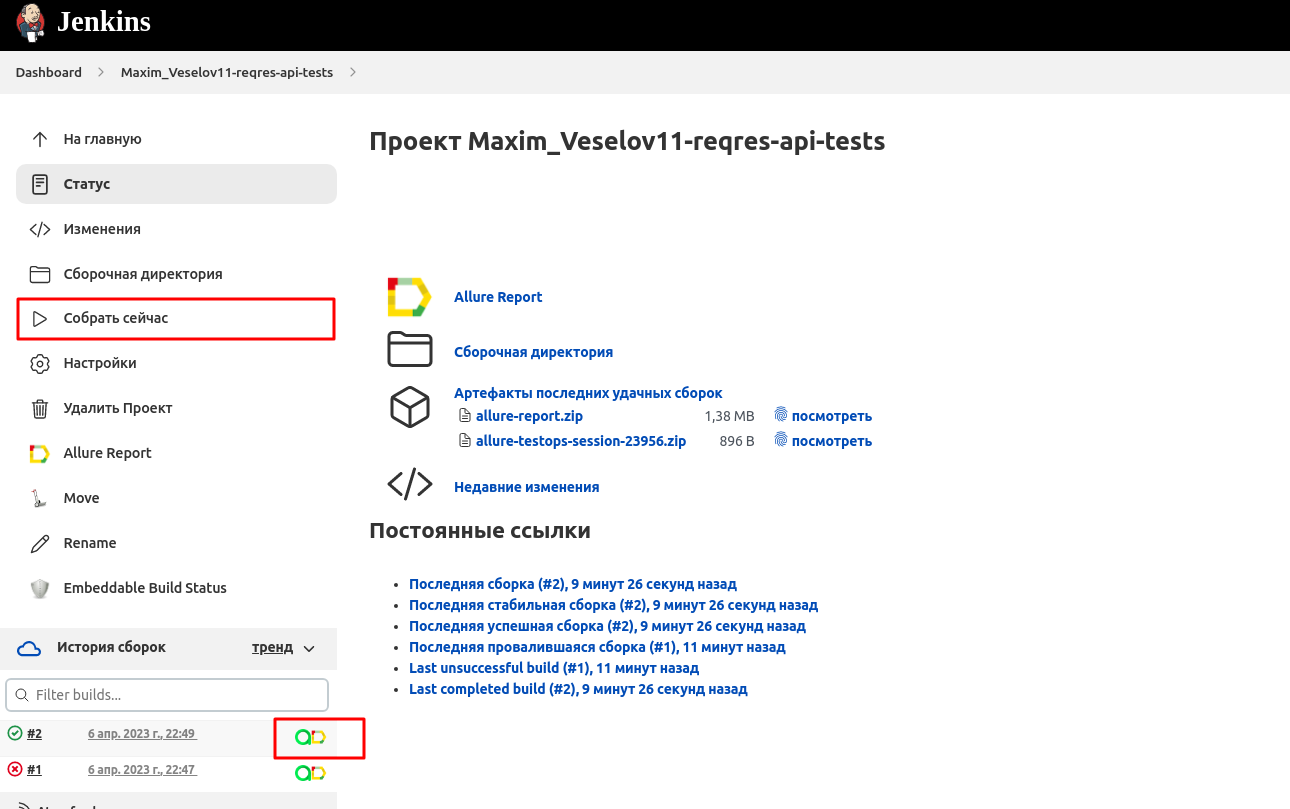 Jenkins
Dashboard
Maxim_Veselov11-reqres-api-tests
На главную
Статус
Изменения
Сборочная директория
Собрать сейчас
Настройки
Удалить Проект
Allure Report
Move
Rename
Embeddable Build Status
История сборок
тренд
Filter builds...
#2 6 апр. 2023 г., 22:49
#1 6 апр. 2023 г., 22:47
Проект Maxim_Veselov11-reqres-api-tests
Allure Report
Сборочная директория
Артефакты последних удачных сборок
allure-report.zip 1,38 MB посмотреть
allure-testops-session-23956.zip 896 B посмотреть
Недавние изменения
Постоянные ссылки
Последняя сборка (#2), 9 минут 26 секунд назад
Последняя стабильная сборка (#2), 9 минут 26 секунд назад
Последняя успешная сборка (#2), 9 минут 26 секунд назад
Последняя провалившаяся сборка (#1), 11 минут назад
Last unsuccessful build (#1), 11 минут назад
Last completed build (#2), 9 минут 26 секунд назад